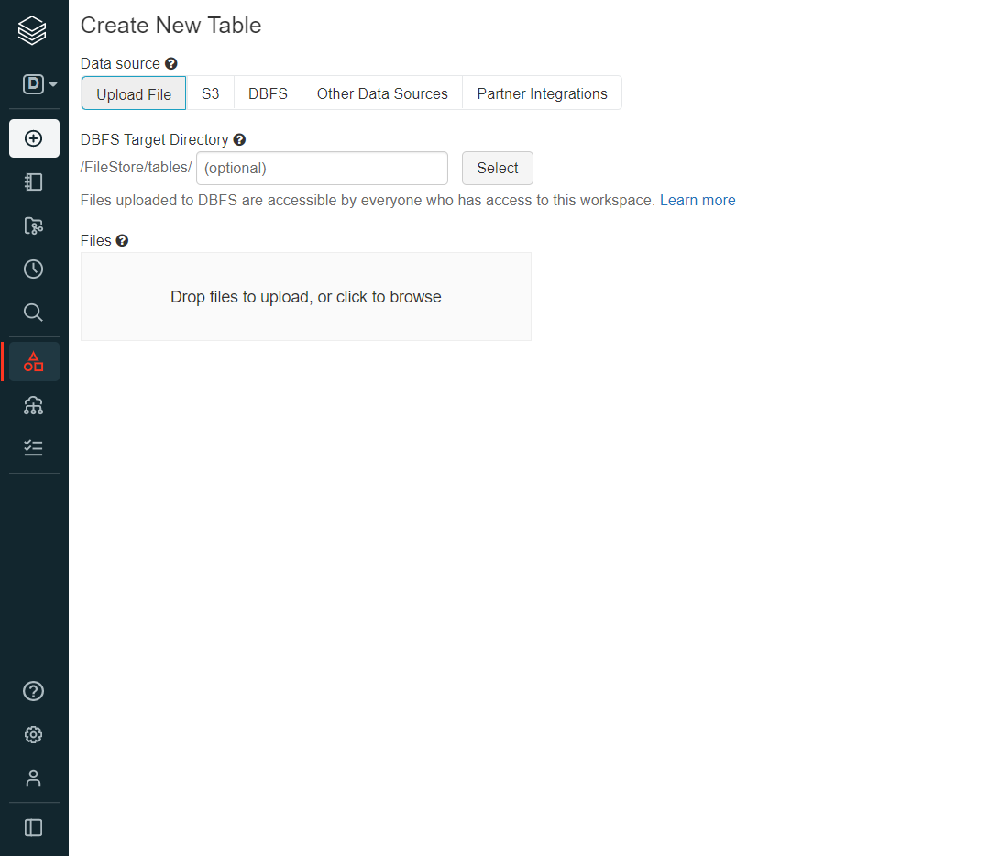 Create New Table
Data source
Upload File S3 DBFS Other Data Sources Partner Integrations
D
DBFS Target Directory
/FileStore/tables/ (optional) Select
Files uploaded to DBFS are accessible by everyone who has access to this workspace. Learn more
Files
Drop files to upload, or click to browse